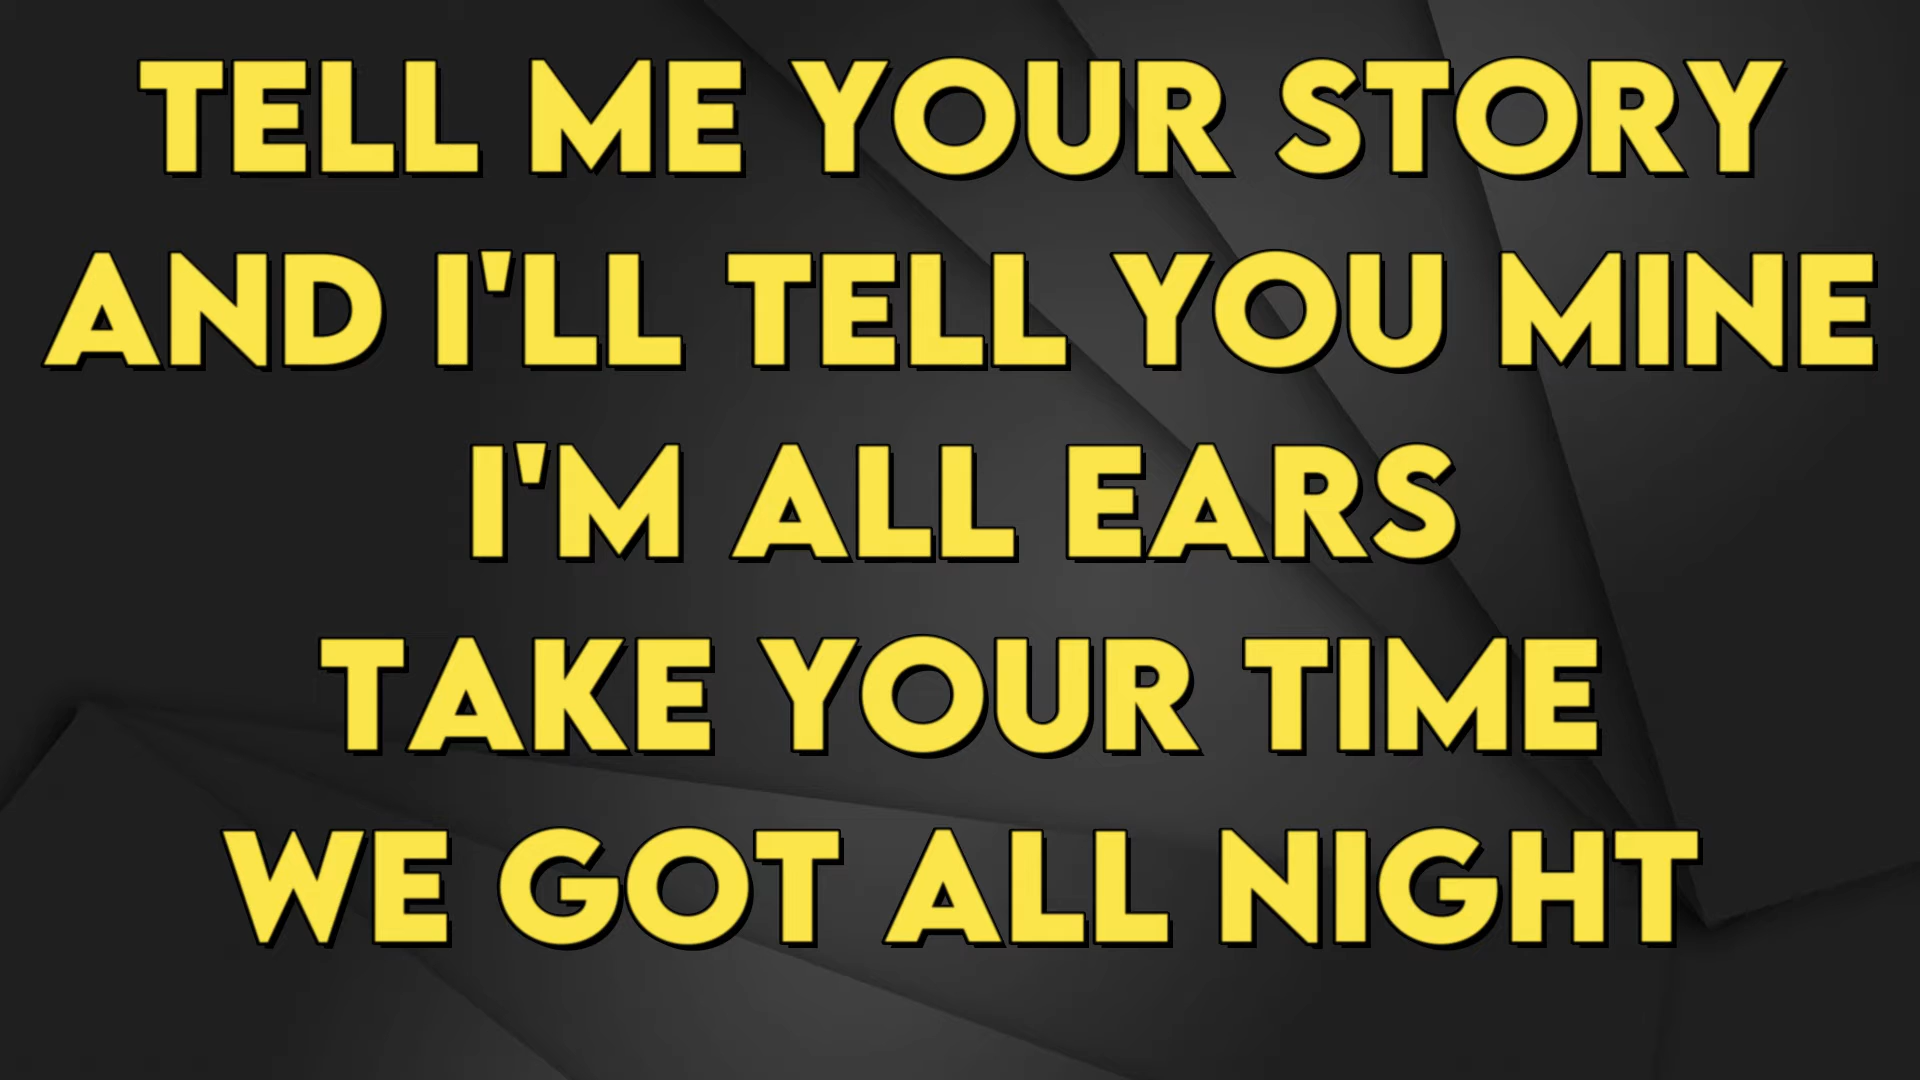 TELL ME YOUR STORY
AND I'LL TELL YOU MINE
I'M ALL EARS
TAKE YOUR TIME
WE GOT ALL NIGHT